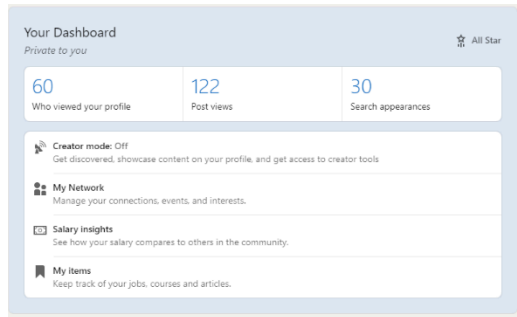 Your Dashboard
Private to you
All Star
60
Who viewed your profile
122
Post views
30
Search appearances
Creator mode: Off
Get discovered, showcase content on your profile, and get access to creator tools
My Network
Manage your connections, events, and interests.
Salary insights
See how your salary compares to others in the community.
My items
Keep track of your jobs, courses and articles.